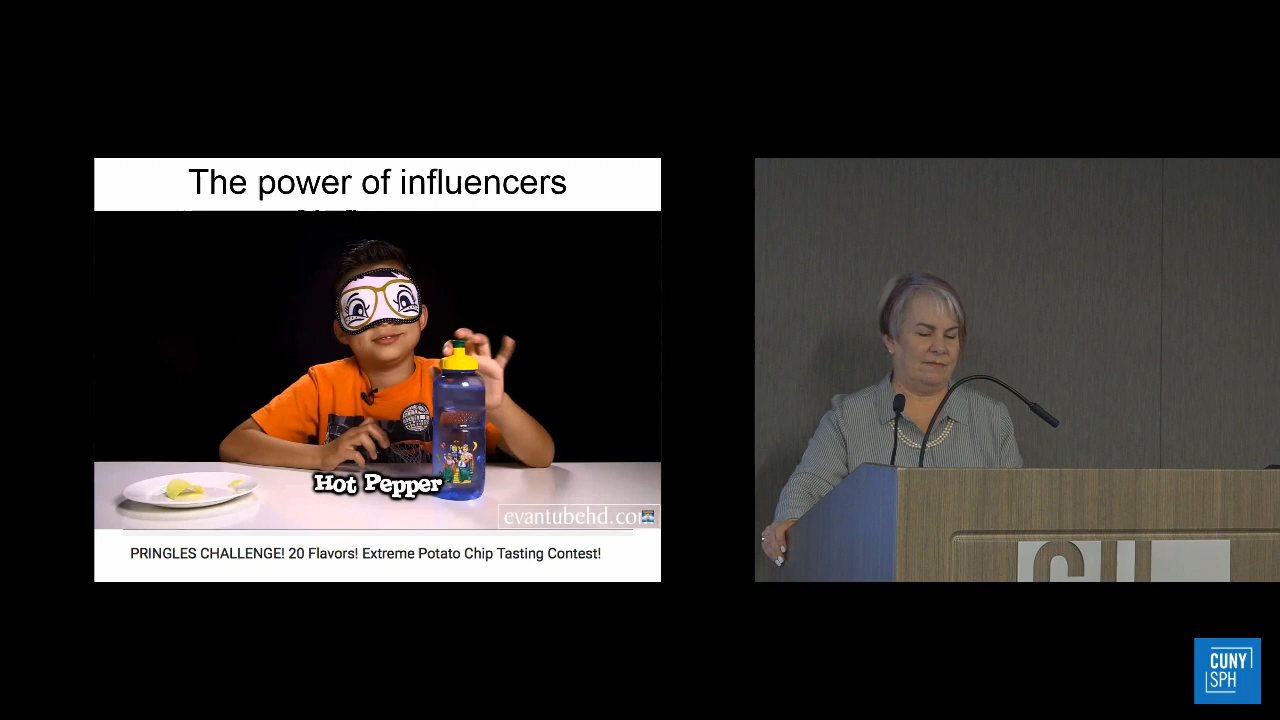 The power of influencers
Hot Pepper
evantubehd.com
PRINGLES CHALLENGE! 20 Flavors! Extreme Potato Chip Tasting Contest!
CUNY
SPH